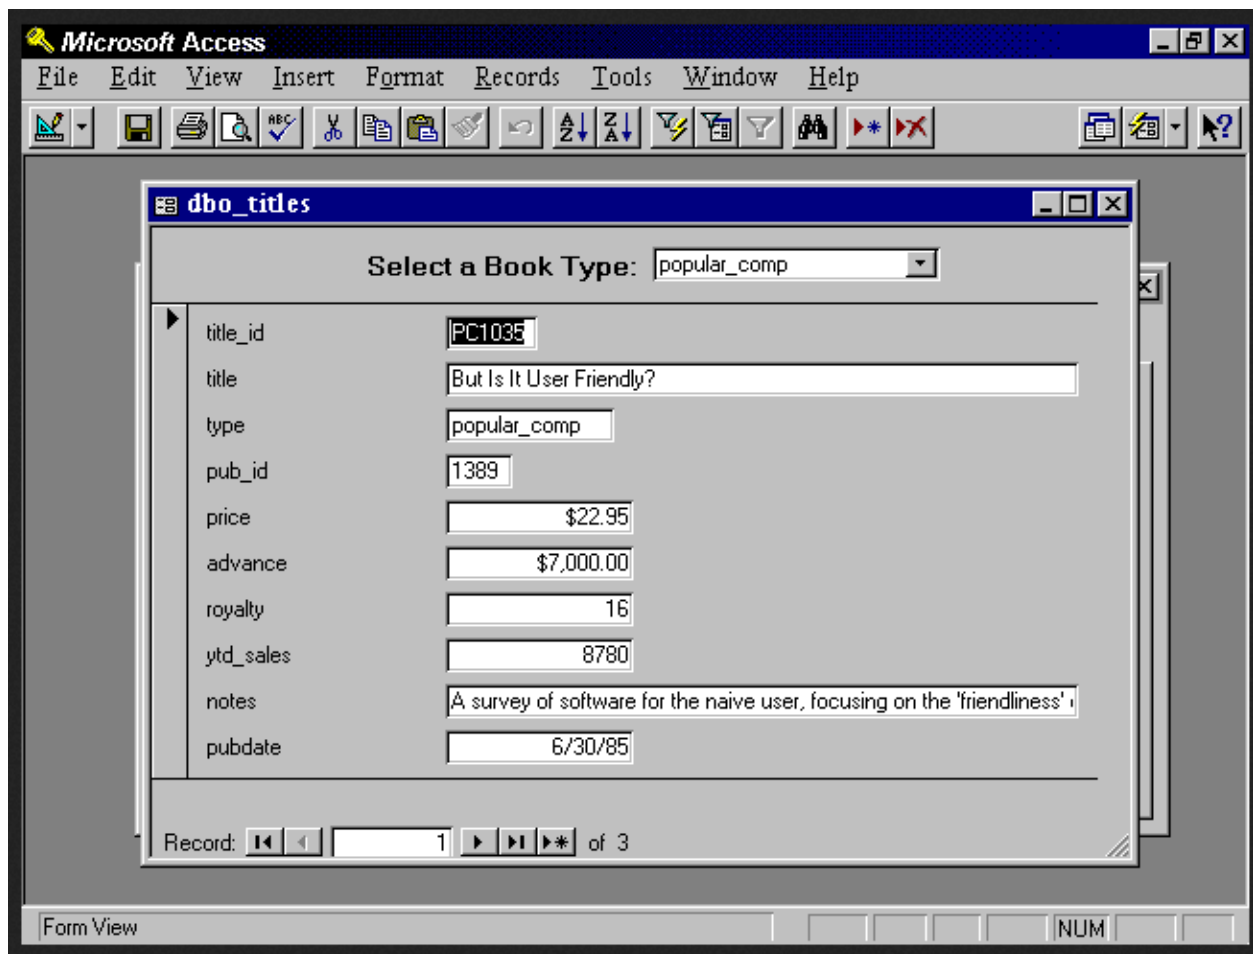 Microsoft Access
File Edit View Insert Format Records Tools Window Help
ABC A Z Z A
dbo_titles
Select a Book Type: popular_comp
title_id PC1035
title But Is It User Friendly?
type popular_comp
pub_id 1389
price $22.95
advance $7,000.00
royalty 16
ytd_sales 8780
notes A survey of software for the naive user, focusing on the 'friendliness'
pubdate 6/30/85
Record: 1 of 3
Form View NUM